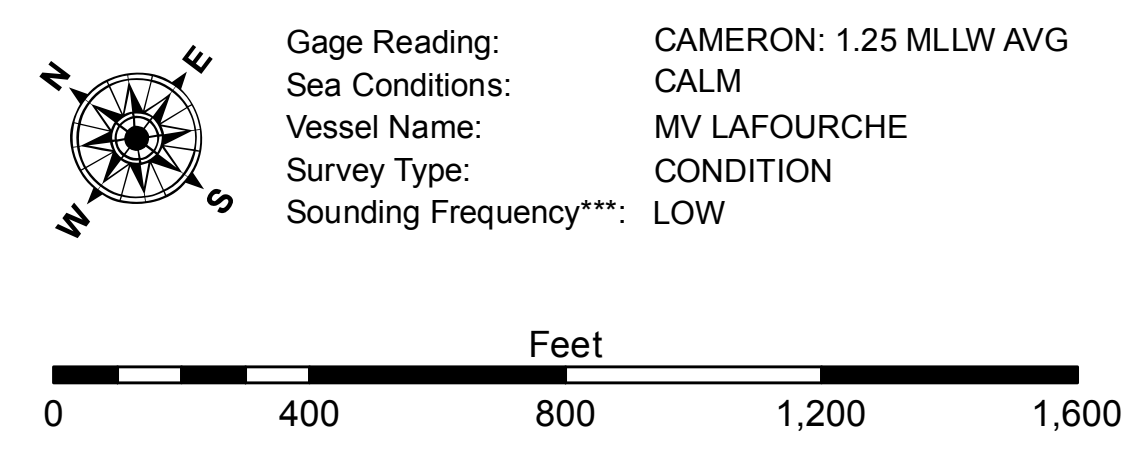 N
E
W
S
Gage Reading: CAMERON: 1.25 MLLW AVG
Sea Conditions: CALM
Vessel Name: MV LAFOURCHE
Survey Type: CONDITION
Sounding Frequency***: LOW
Feet
0 400 800 1,200 1,600